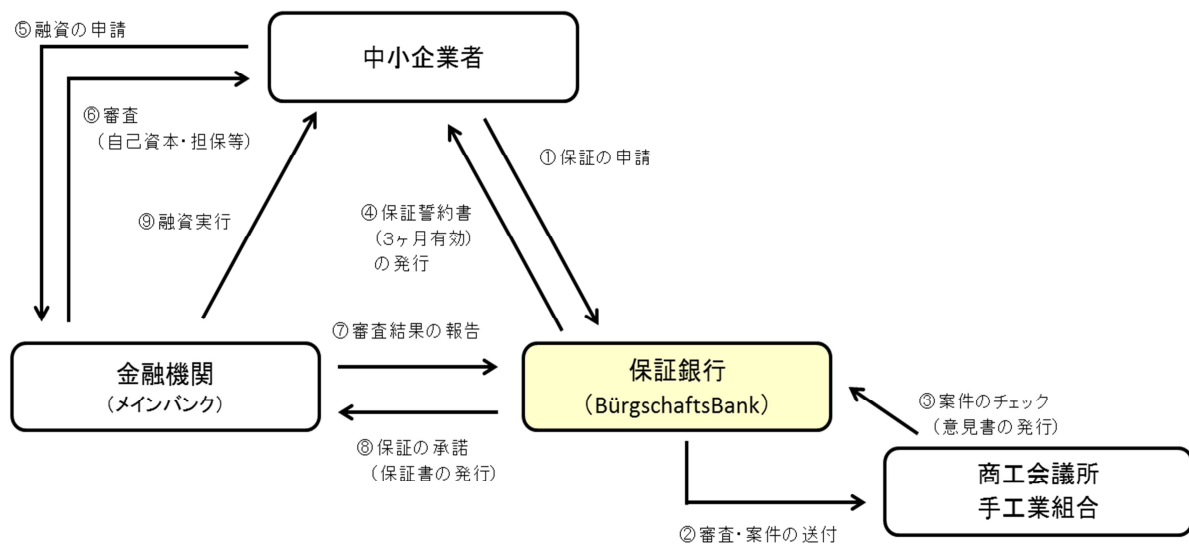 ⑤融資の申請
中小企業者
⑥審査
(自己資本・担保等)
①保証の申請
⑨融資実行
④保証誓約書
(3ヶ月有効)
の発行
⑦審査結果の報告
金融機関
(メインバンク)
保証銀行
(BürgschaftsBank)
③案件のチェック
(意見書の発行)
⑧保証の承諾
(保証書の発行)
商工会議所
手工業組合
②審査・案件の送付